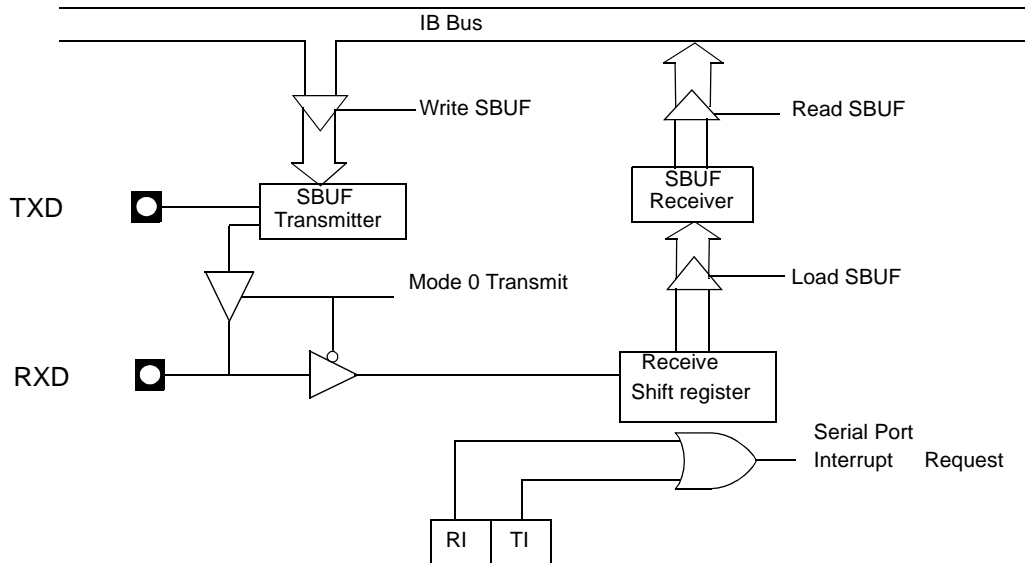 IB Bus
Write SBUF
Read SBUF
SBUF
Transmitter
SBUF
Receiver
TXD
Load SBUF
Mode 0 Transmit
RXD
Receive
Shift register
Serial Port
Interrupt Request
RI
TI